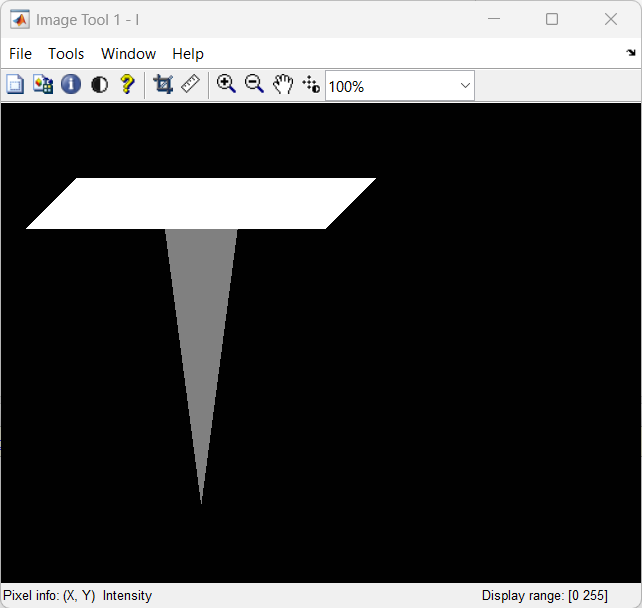 Image Tool 1 - I
File Tools Window Help
100%
Pixel info: (X, Y) Intensity
Display range: [0 255]